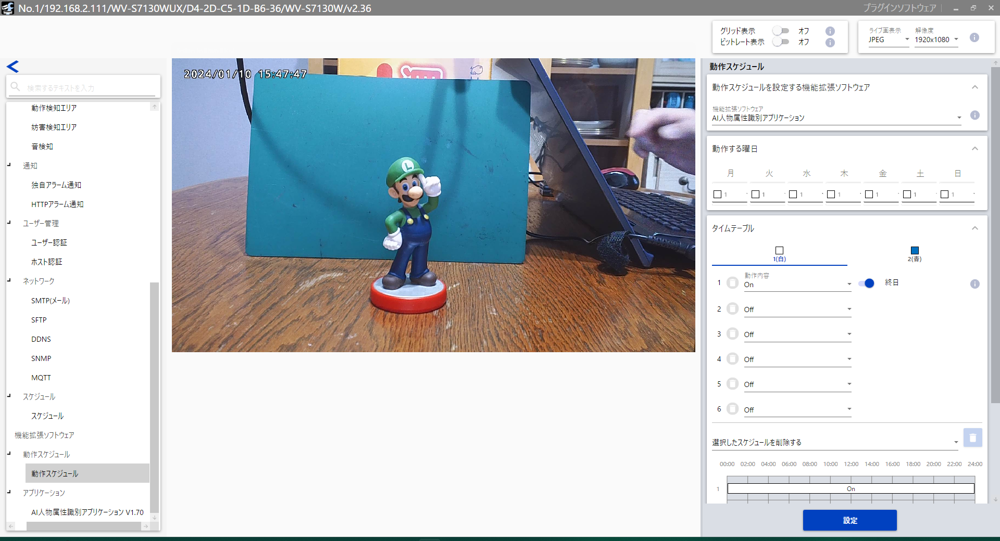 No.1/192.168.2.111/WV-S7130WUX/D4-2D-C5-1D-B6-36/WV-S7130W/v2.36
プラグインソフトウェア
グリッド表示 オフ
ビットレート表示 オフ
ライブ画表示 解像度
JPEG 1920x1080
検索するテキストを入力
動作検知エリア
妨害検知エリア
音検知
通知
独自アラーム通知
HTTPアラーム通知
ユーザー管理
ユーザー認証
ホスト認証
ネットワーク
SMTP(メール)
SFTP
DDNS
SNMP
MQTT
スケジュール
スケジュール
機能拡張ソフトウェア
動作スケジュール
動作スケジュール
アプリケーション
AI人物属性識別アプリケーション V1.70
2024/01/10 15:47:47
L
動作スケジュール
動作スケジュールを設定する機能拡張ソフトウェア
機能拡張ソフトウェア
AI人物属性識別アプリケーション
動作する曜日
月 火 水 木 金 土 日
1 1 1 1 1 1 1
タイムテーブル
1(白) 2(青)
動作内容
1 On 終日
2 Off
3 Off
4 Off
5 Off
6 Off
選択したスケジュールを削除する
00:00 02:00 04:00 06:00 08:00 10:00 12:00 14:00 16:00 18:00 20:00 22:00 24:00
1 On
設定